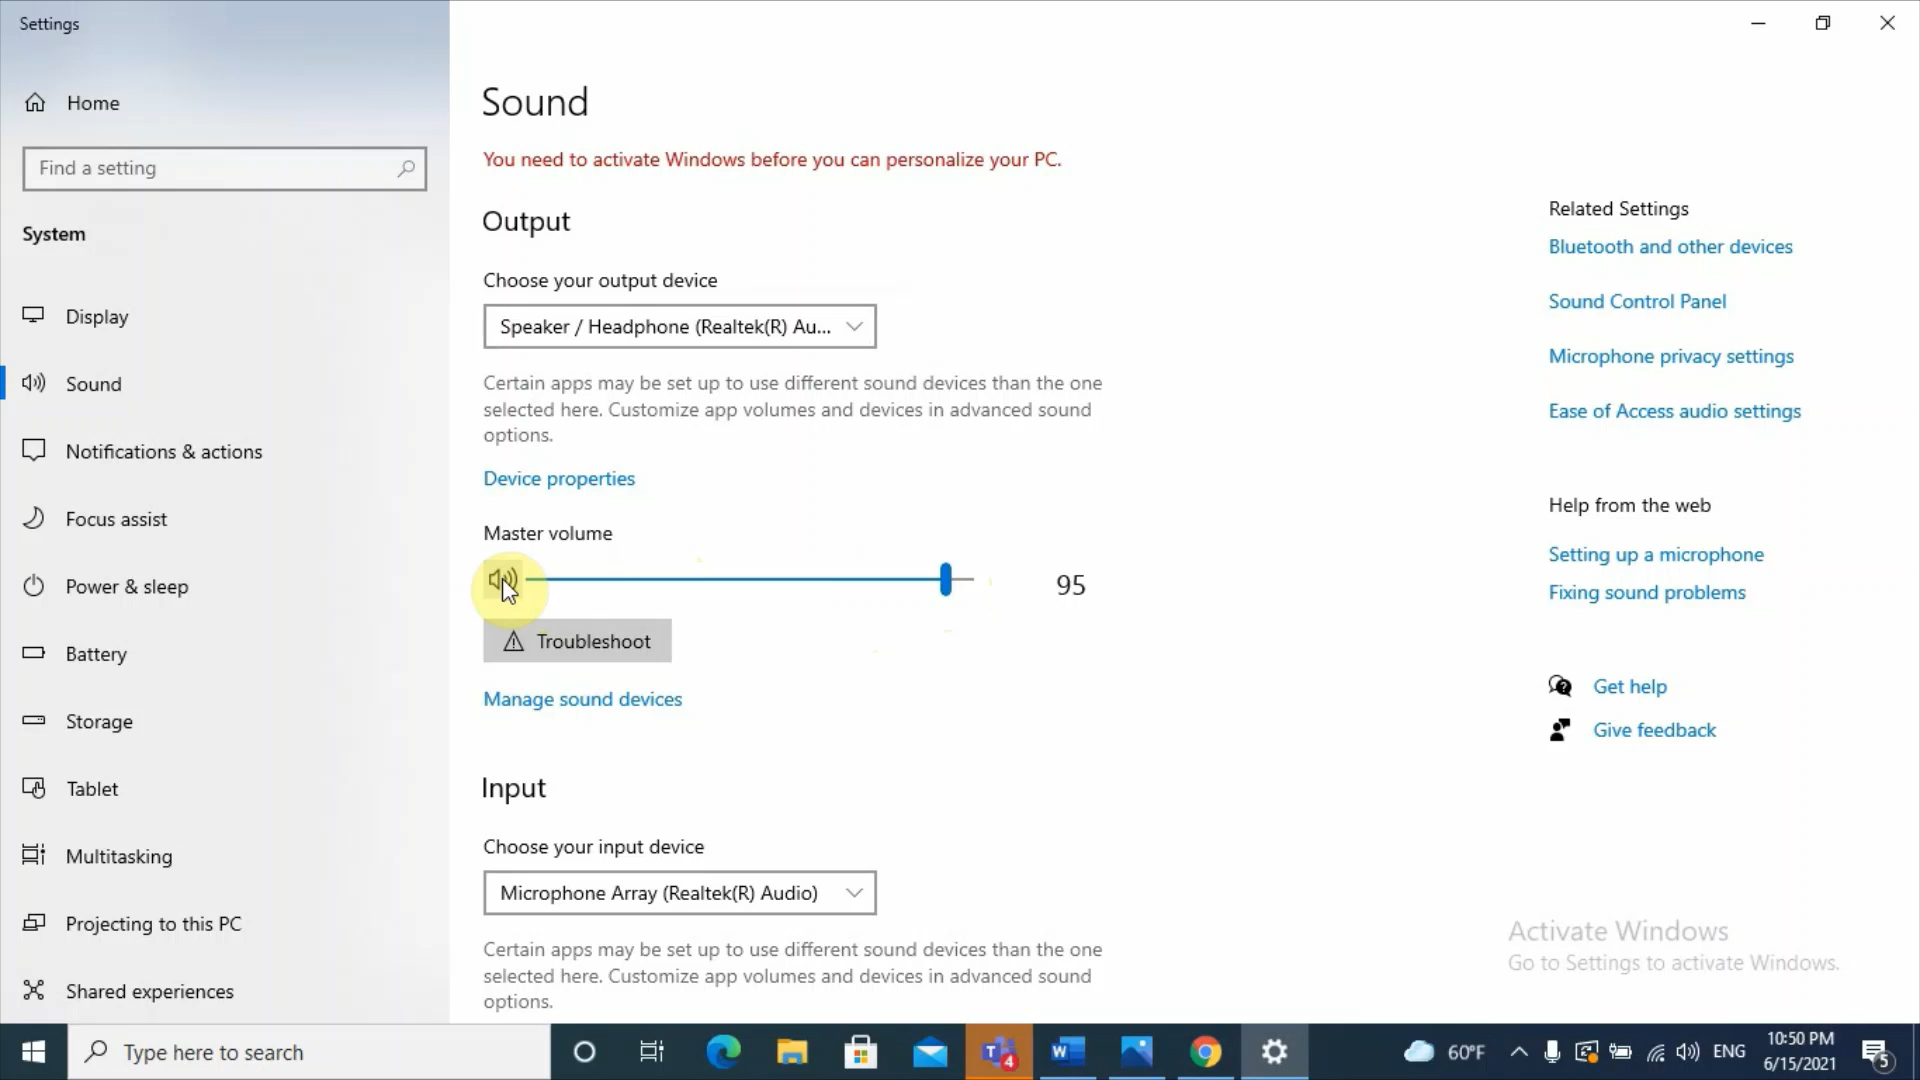 Settings
Home
Find a setting
System
Display
Sound
Notifications & actions
Focus assist
Power & sleep
Battery
Storage
Tablet
Multitasking
Projecting to this PC
Shared experiences
Sound
You need to activate Windows before you can personalize your PC.
Output
Choose your output device
Speaker / Headphone (Realtek(R) Au...
Certain apps may be set up to use different sound devices than the one
selected here. Customize app volumes and devices in advanced sound
options.
Device properties
Master volume
95
Troubleshoot
Manage sound devices
Input
Choose your input device
Microphone Array (Realtek(R) Audio)
Certain apps may be set up to use different sound devices than the one
selected here. Customize app volumes and devices in advanced sound
options.
Related Settings
Bluetooth and other devices
Sound Control Panel
Microphone privacy settings
Ease of Access audio settings
Help from the web
Setting up a microphone
Fixing sound problems
Get help
Give feedback
Activate Windows
Go to Settings to activate Windows.
Type here to search
4
60°F
ENG
10:50 PM
6/15/2021
5